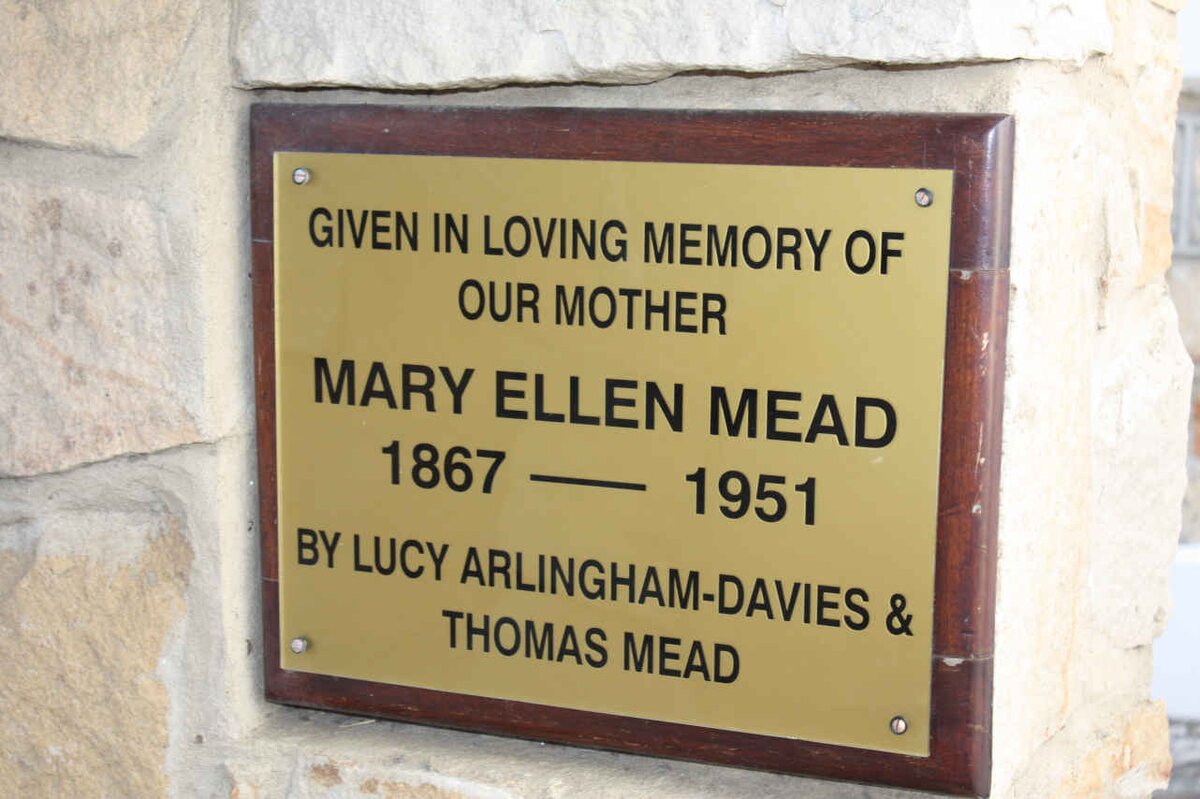 GIVEN IN LOVING MEMORY OF
OUR MOTHER
MARY ELLEN MEAD
1867 — 1951
BY LUCY ARLINGHAM-DAVIES &
THOMAS MEAD